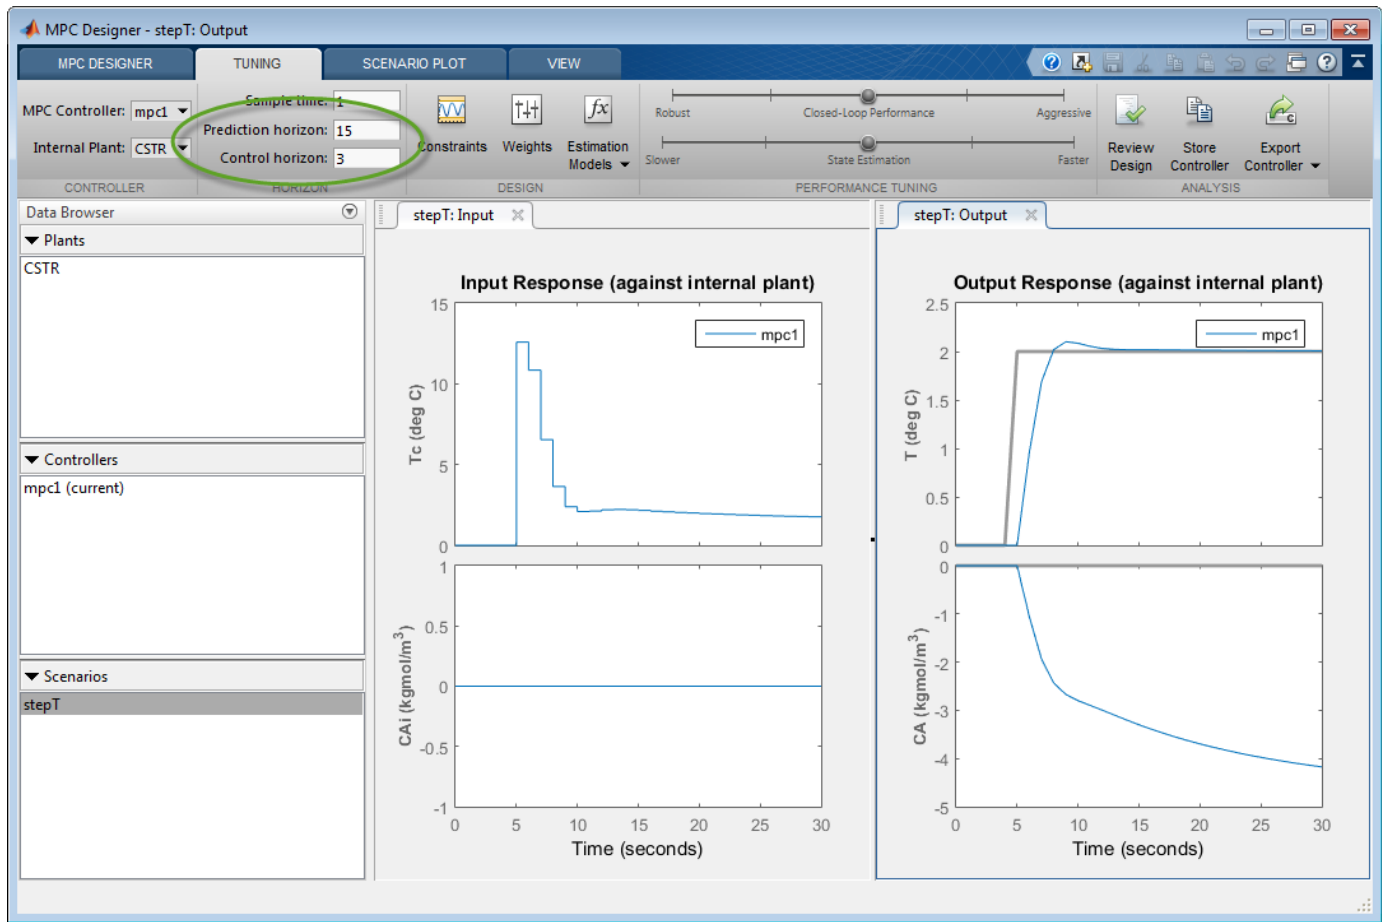 MPC Designer - stepT: Output
MPC DESIGNER TUNING SCENARIO PLOT VIEW
MPC Controller: mpc1
Internal Plant: CSTR
CONTROLLER
Sample time: 1
Prediction horizon: 15
Control horizon: 3
HORIZON
Constraints Weights Estimation
Models
DESIGN
Robust Closed-Loop Performance Aggressive
Slower State Estimation Faster
PERFORMANCE TUNING
Review
Design
Store
Controller
Export
Controller
ANALYSIS
Data Browser
Plants
CSTR
Controllers
mpc1 (current)
Scenarios
stepT
stepT: Input
Input Response (against internal plant)
mpc1
Tc (deg C)
15
10
5
0
CAi (kgmol/m³)
1
0.5
0
-0.5
-1
0 5 10 15 20 25 30
Time (seconds)
stepT: Output
Output Response (against internal plant)
mpc1
T (deg C)
2.5
2
1.5
1
0.5
0
CA (kgmol/m³)
0
-1
-2
-3
-4
-5
0 5 10 15 20 25 30
Time (seconds)